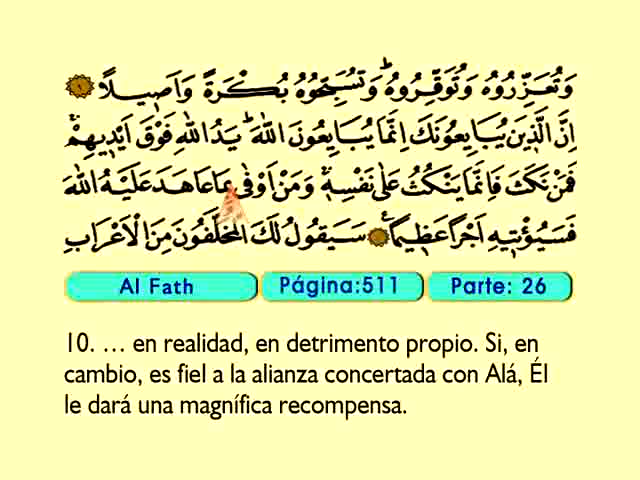 وَتُعَزِّرُوهُ وَتُوَقِّرُوهُ ۗ وَتُسَبِّحُوهُ بُكْرَةً وَاَصٖيلًا
اِنَّ الَّذٖينَ يُبَايِعُونَكَ اِنَّمَا يُبَايِعُونَ اللّٰهَ ۗ يَدُ اللّٰهِ فَوْقَ اَيْدٖيهِمْ ۚ
فَمَنْ نَكَثَ فَاِنَّمَا يَنْكُثُ عَلٰى نَفْسِهٖ ۚ وَمَنْ اَوْفٰى بِمَا عَاهَدَ عَلَيْهُ اللّٰهَ
فَسَيُؤْتٖيهِ اَجْرًا عَظٖيمًا ۚ سَيَقُولُ لَكَ الْمُخَلَّفُونَ مِنَ الْاَعْرَابِ
Al Fath Página:511 Parte: 26
10. … en realidad, en detrimento propio. Si, en
cambio, es fiel a la alianza concertada con Alá, Él
le dará una magnífica recompensa.